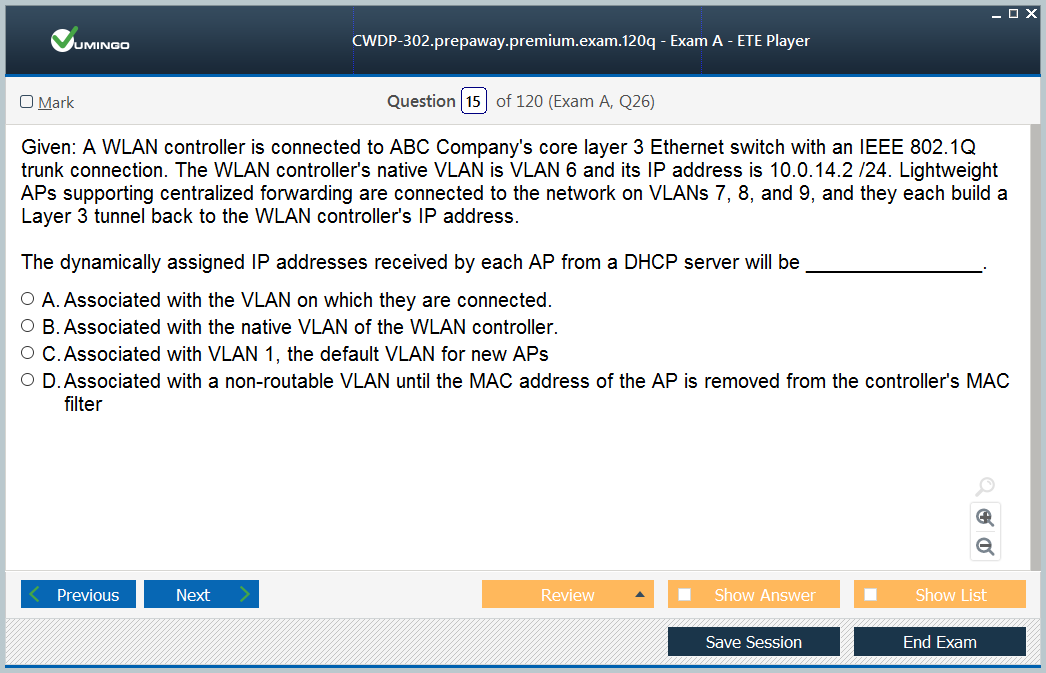 VUMINGO
CWDP-302.prepaway.premium.exam.120q - Exam A - ETE Player
Mark
Question 15 of 120 (Exam A, Q26)
Given: A WLAN controller is connected to ABC Company's core layer 3 Ethernet switch with an IEEE 802.1Q
trunk connection. The WLAN controller's native VLAN is VLAN 6 and its IP address is 10.0.14.2 /24. Lightweight
APs supporting centralized forwarding are connected to the network on VLANs 7, 8, and 9, and they each build a
Layer 3 tunnel back to the WLAN controller's IP address.
The dynamically assigned IP addresses received by each AP from a DHCP server will be ________________.
A. Associated with the VLAN on which they are connected.
B. Associated with the native VLAN of the WLAN controller.
C. Associated with VLAN 1, the default VLAN for new APs
D. Associated with a non-routable VLAN until the MAC address of the AP is removed from the controller's MAC
filter
Previous
Next
Review
Show Answer
Show List
Save Session
End Exam